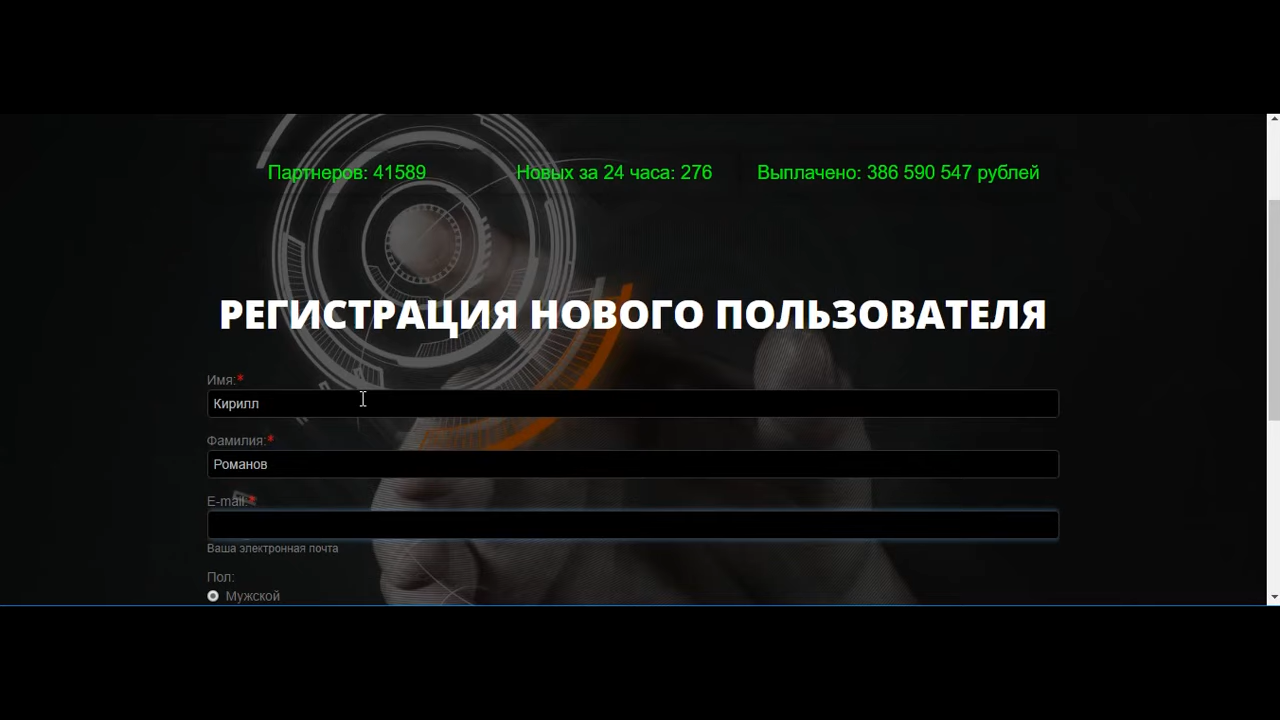 Партнеров: 41589 Новых за 24 часа: 276 Выплачено: 386 590 547 рублей
РЕГИСТРАЦИЯ НОВОГО ПОЛЬЗОВАТЕЛЯ
Имя:*
Кирилл
Фамилия:*
Романов
E-mail:*
Ваша электронная почта
Пол:
Мужской